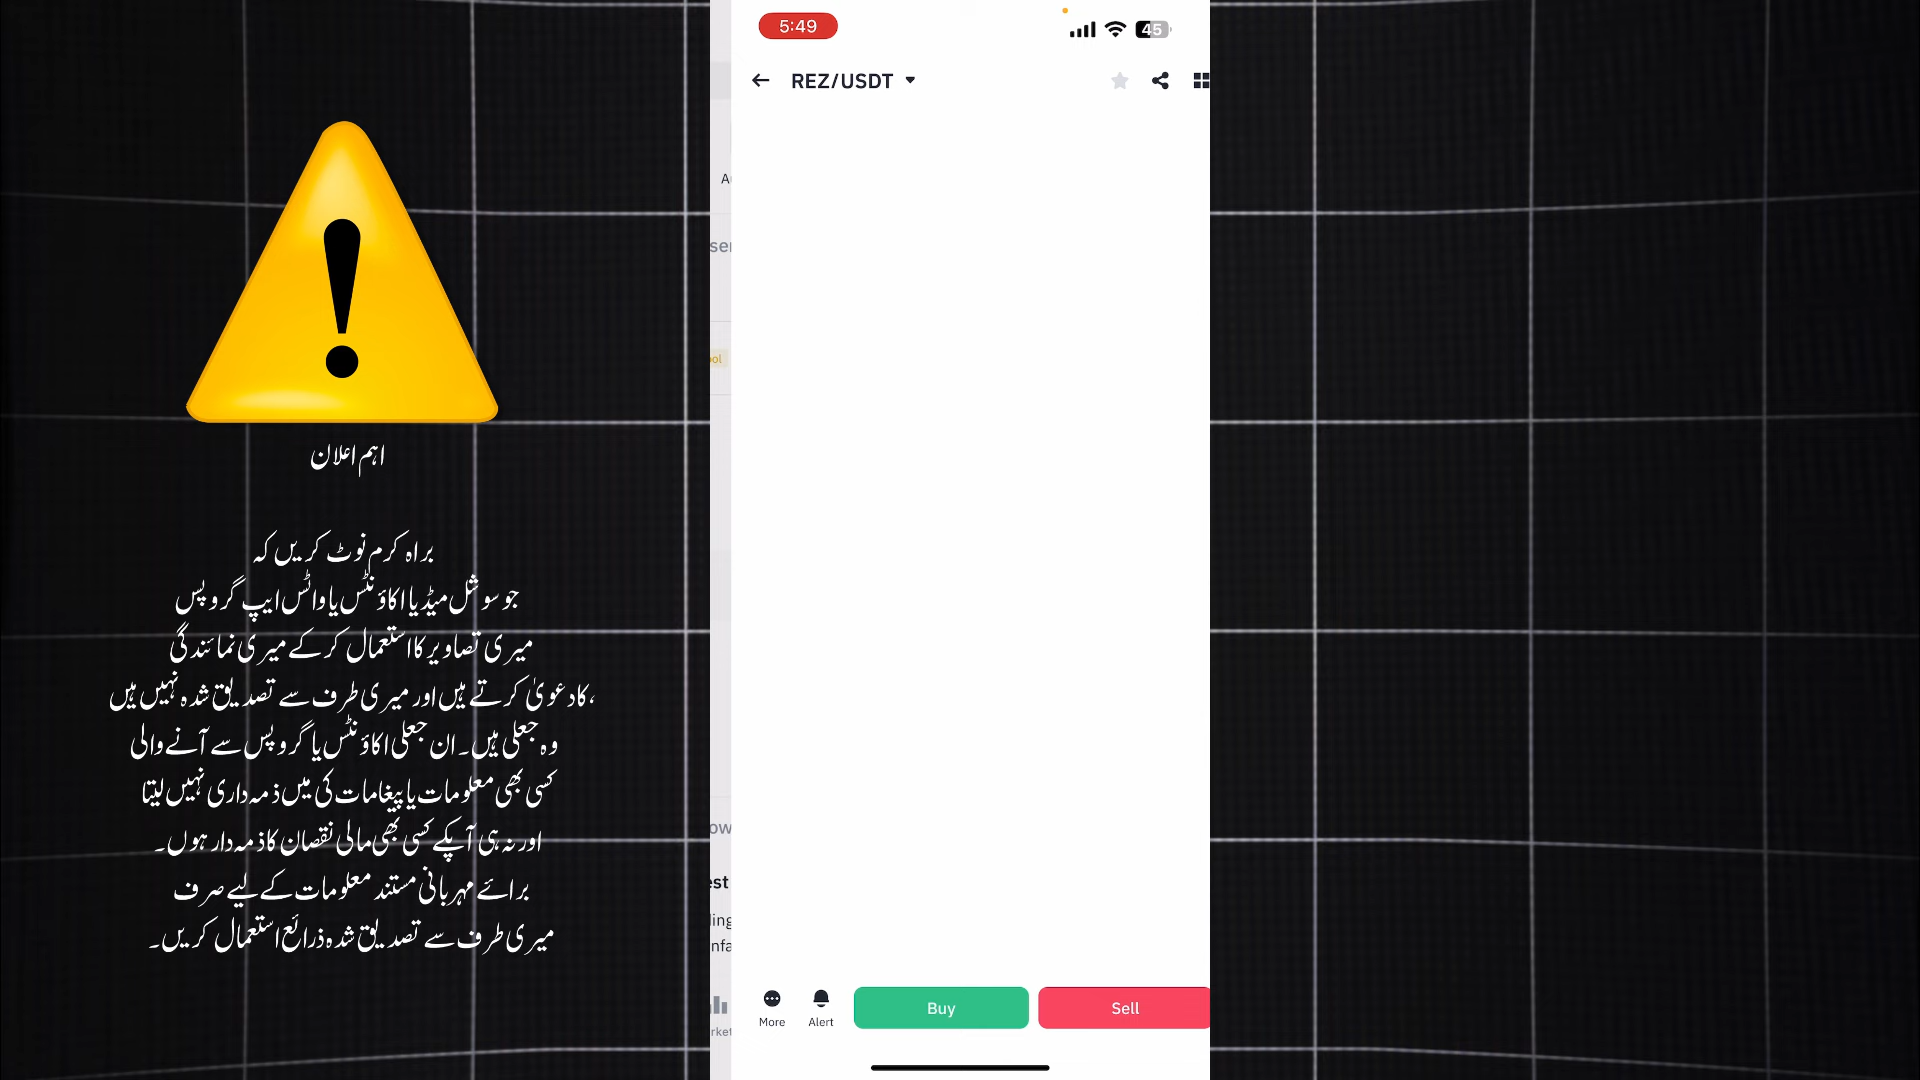 اہم اعلان
براہ کرم نوٹ کریں کہ
جو سوشل میڈیا اکاؤنٹس یا واٹس ایپ گروپس
میری تصاویر کا استعمال کر کے میری نمائندگی
کا دعویٰ کرتے ہیں اور میری طرف سے تصدیق شدہ نہیں ہیں،
وہ جعلی ہیں۔ ان جعلی اکاؤنٹس یا گروپس سے آنے والی
کسی بھی معلومات یا پیغامات کی میں ذمہ داری نہیں لیتا
اور نہ ہی آپکے کسی بھی مالی نقصان کا ذمہ دار ہوں۔
برائے مہربانی مستند معلومات کے لیے صرف
میری طرف سے تصدیق شدہ ذرائع استعمال کریں۔
5:49
45
REZ/USDT
More
Alert
Buy
Sell